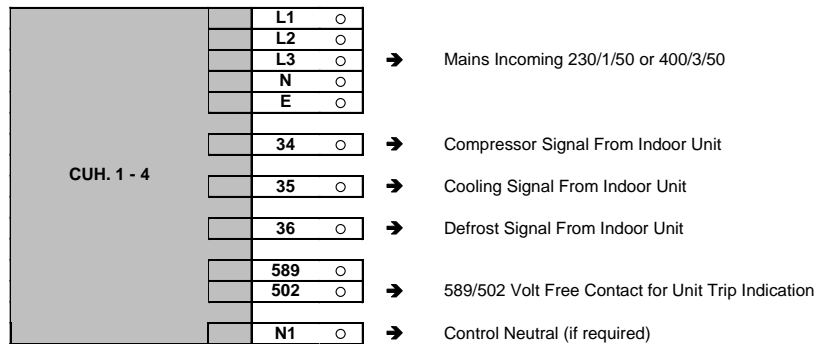 L1
L2
L3 ➔ Mains Incoming 230/1/50 or 400/3/50
N
E
34 ➔ Compressor Signal From Indoor Unit
CUH. 1 - 4
35 ➔ Cooling Signal From Indoor Unit
36 ➔ Defrost Signal From Indoor Unit
589
502 ➔ 589/502 Volt Free Contact for Unit Trip Indication
N1 ➔ Control Neutral (if required)